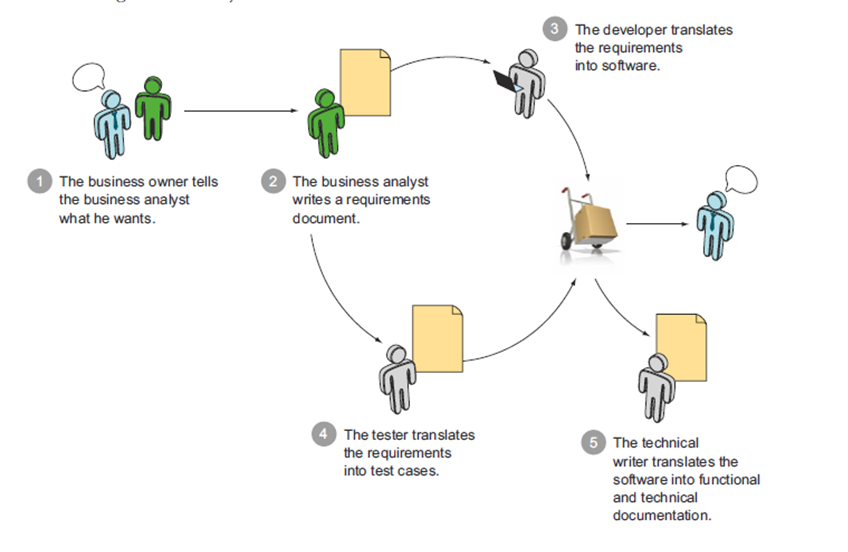 1 The business owner tells
the business analyst
what he wants.
2 The business analyst
writes a requirements
document.
3 The developer translates
the requirements
into software.
4 The tester translates
the requirements
into test cases.
5 The technical
writer translates the
software into functional
and technical
documentation.